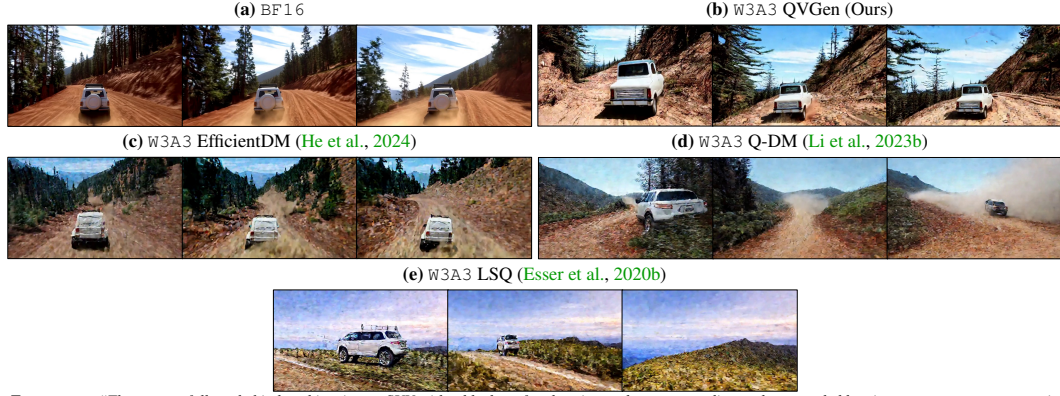 (a) BF16
(b) W3A3 QVGen (Ours)
(c) W3A3 EfficientDM (He et al., 2024)
(d) W3A3 Q-DM (Li et al., 2023b)
(e) W3A3 LSQ (Esser et al., 2020b)